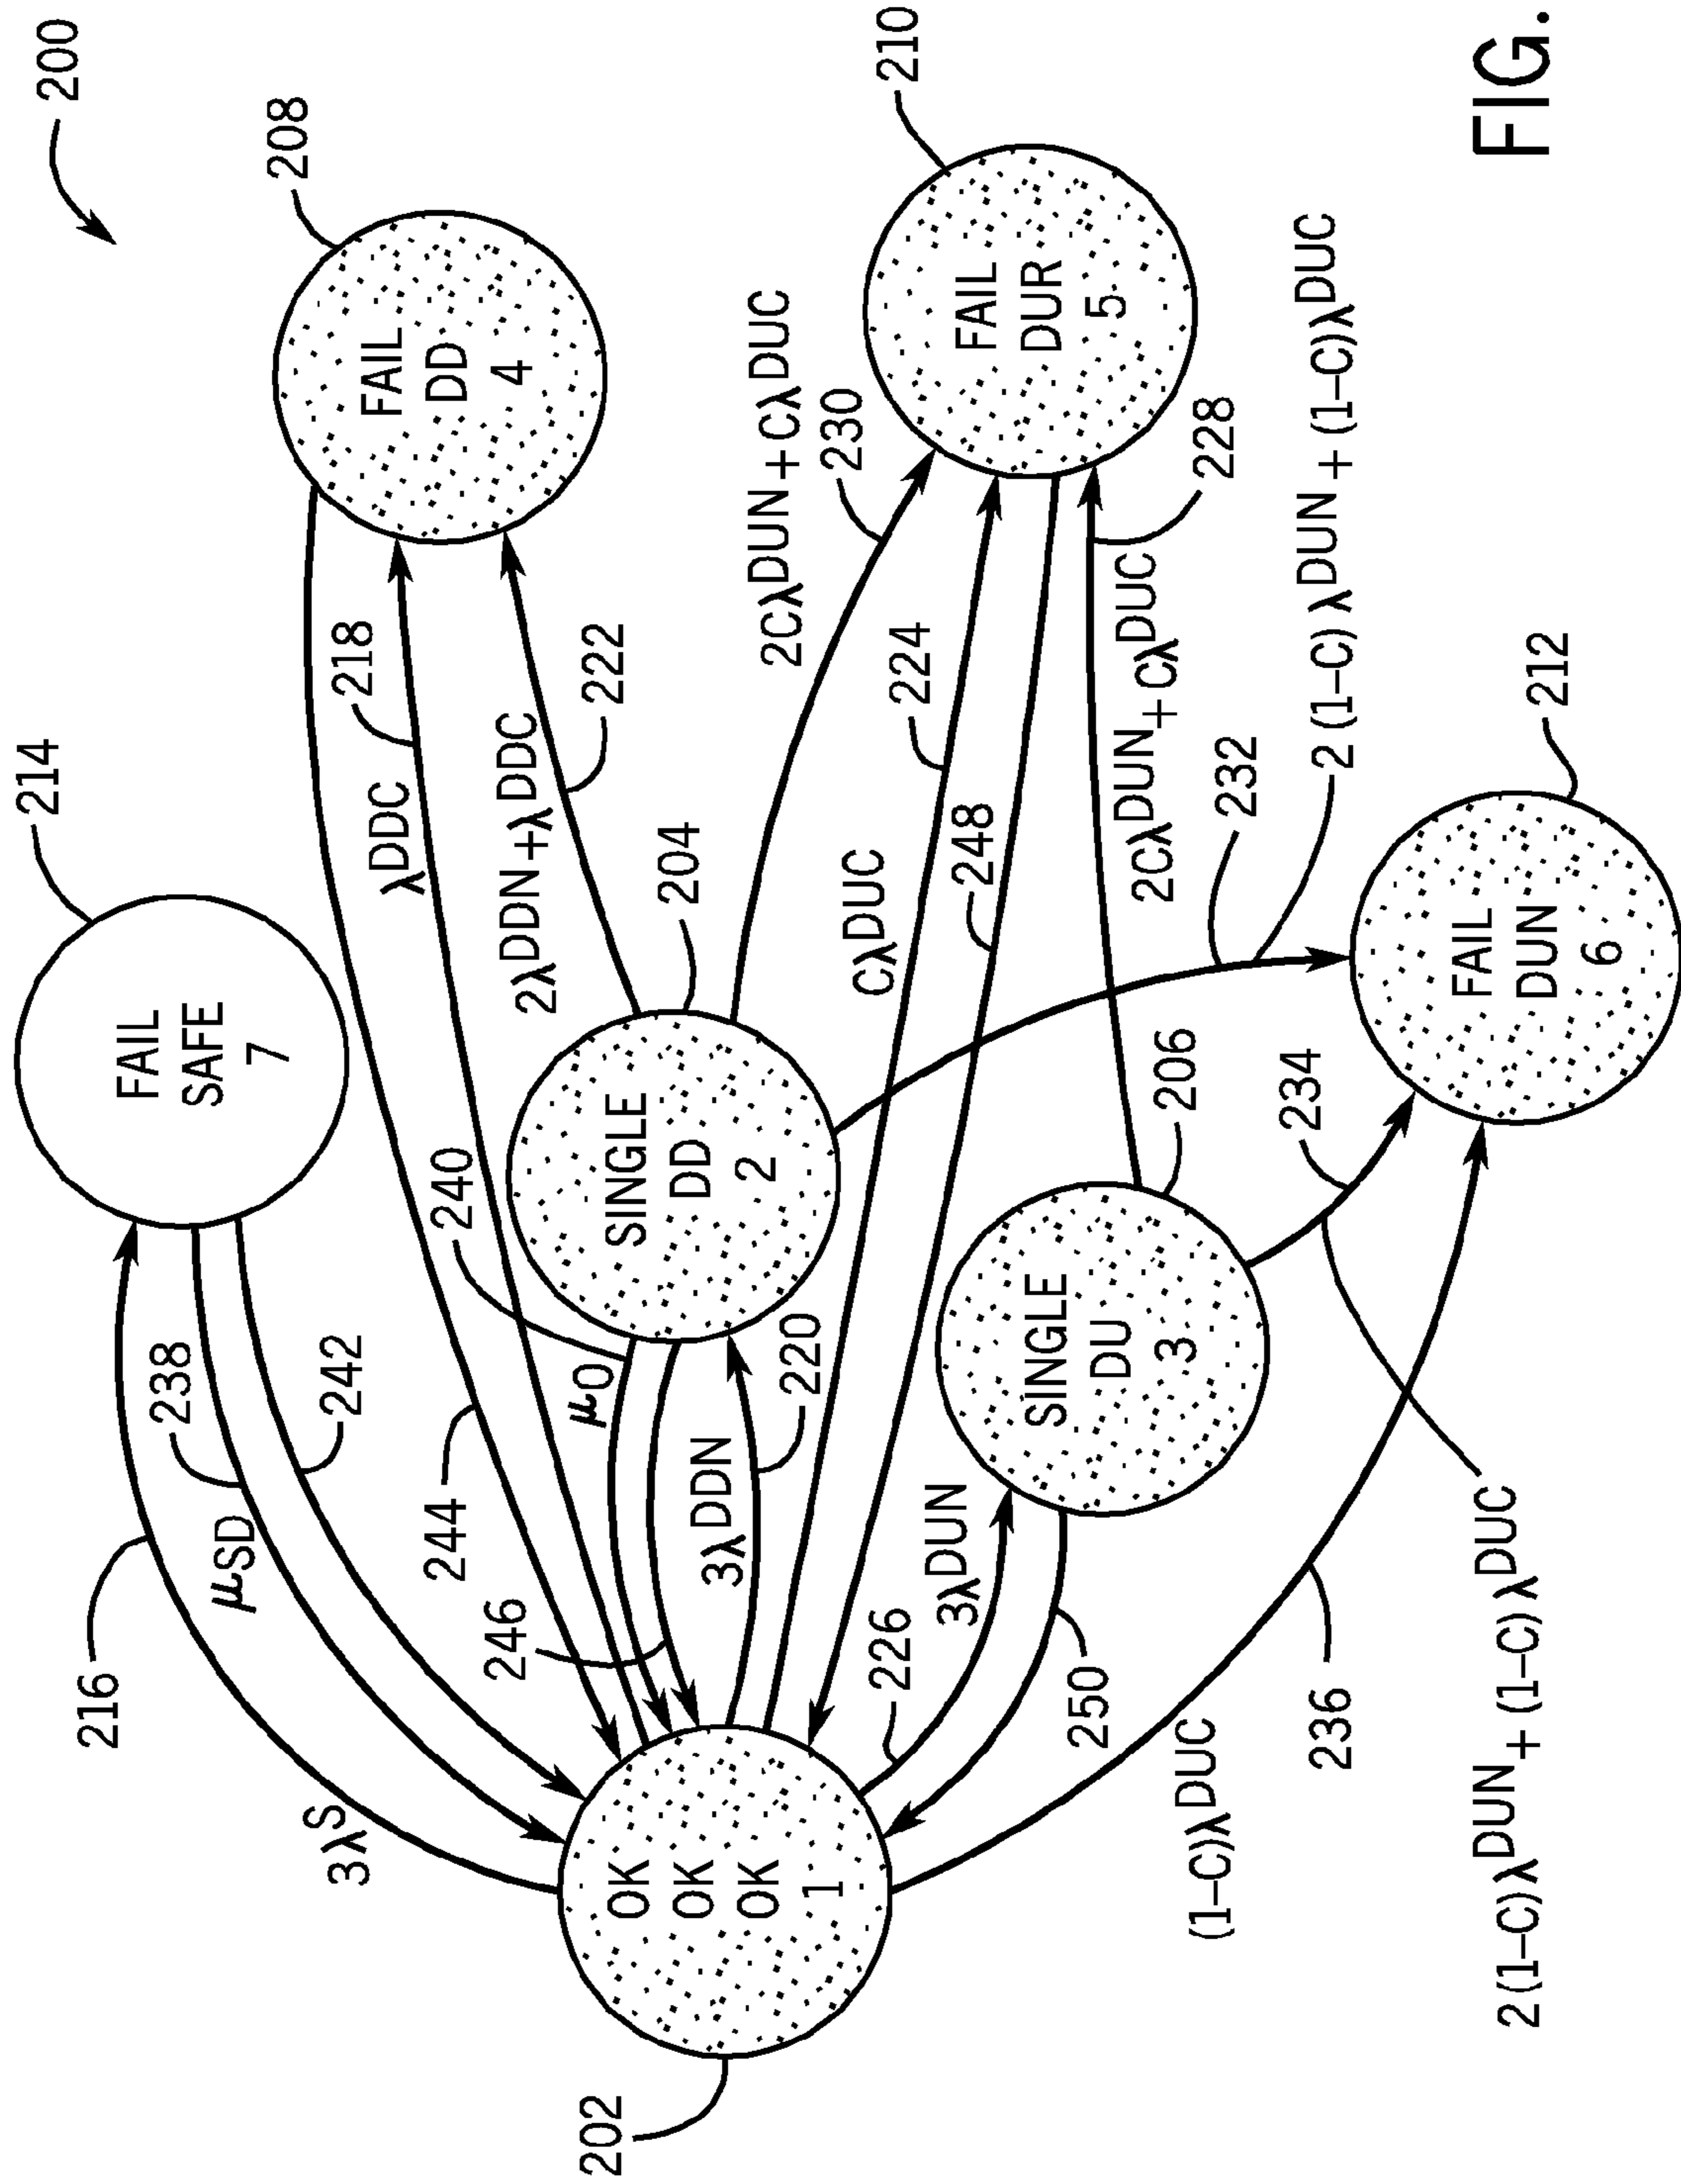 200
214
FAIL
SAFE
7
208
FAIL
DD
4
216
3λS
238
μSD
242
218
λDDC
244
240
2λDDN+λDDC
222
204
SINGLE
DD
2
μO
246
3λDDN
220
2CλDUN+CλDUC
230
210
FAIL
DUR
5
202
OK
OK
OK
1
224
CλDUC
248
2CλDUN+CλDUC
228
226
3λDUN
250
SINGLE
DU
3
206
232
2(1–C)λDUN+(1–C)λDUC
234
212
FAIL
DUN
6
(1–C)λDUC
236
2(1–C)λDUN+(1–C)λDUC
FIG.